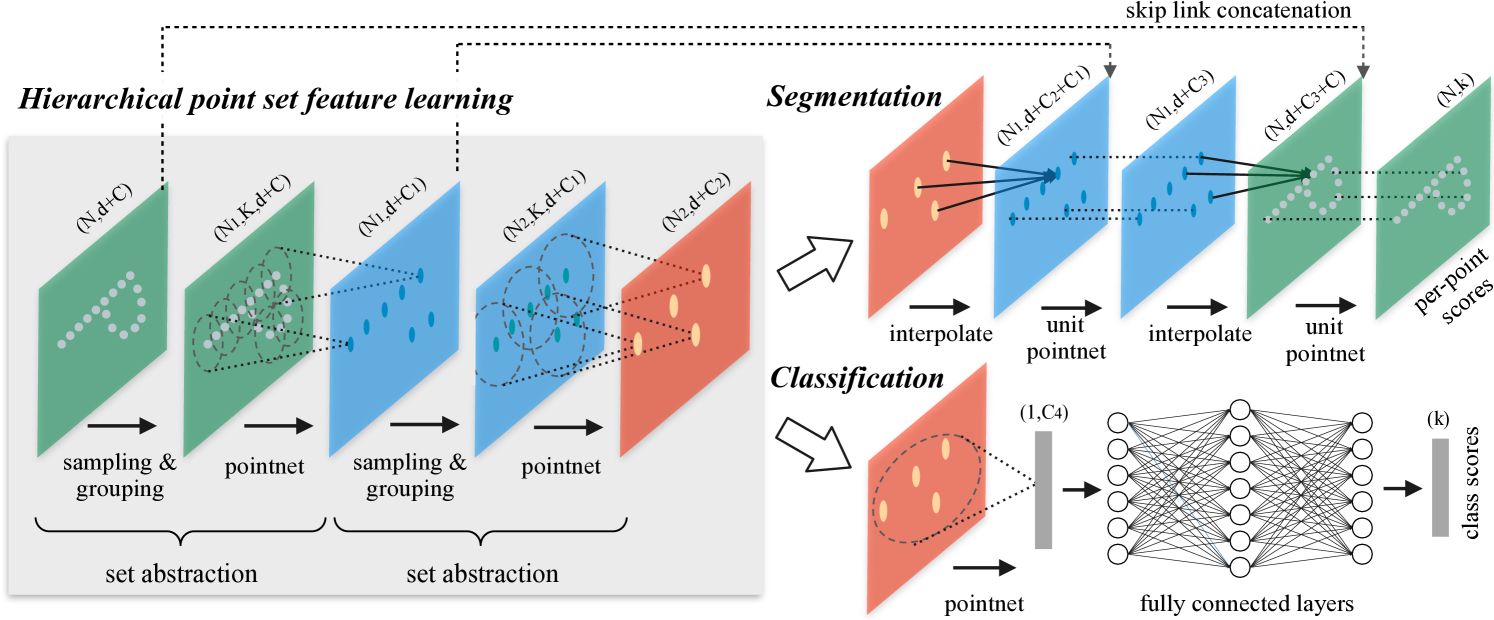 skip link concatenation
Hierarchical point set feature learning
(N,d+C)
(N1,K,d+C)
(N1,d+C1)
(N2,K,d+C1)
(N2,d+C2)
sampling &
grouping
pointnet
sampling &
grouping
pointnet
set abstraction
set abstraction
Segmentation
(N1,d+C2+C1)
(N1,d+C3)
(N,d+C3+C)
(N,k)
interpolate
unit
pointnet
interpolate
unit
pointnet
per-point
scores
Classification
(1,C4)
(k)
class scores
pointnet
fully connected layers